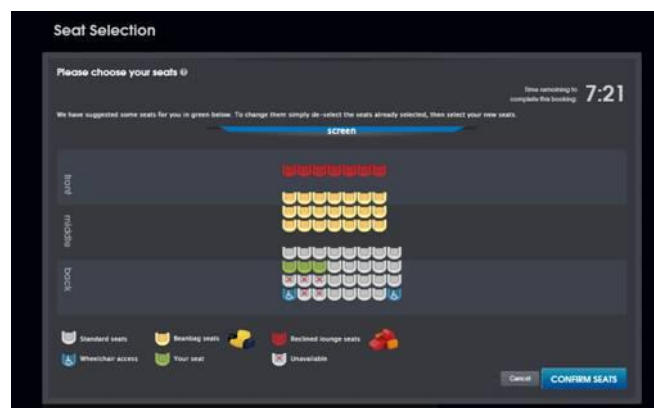 Seat Selection
Please choose your seats
Time remaining to
complete this booking: 7:21
We have suggested some seats for you in green below. To change them simply de-select the seats already selected, then select your new seats.
screen
front
middle
back
Standard seats Beanbag seats Reclined lounge seats
Wheelchair access Your seat Unavailable
Cancel CONFIRM SEATS